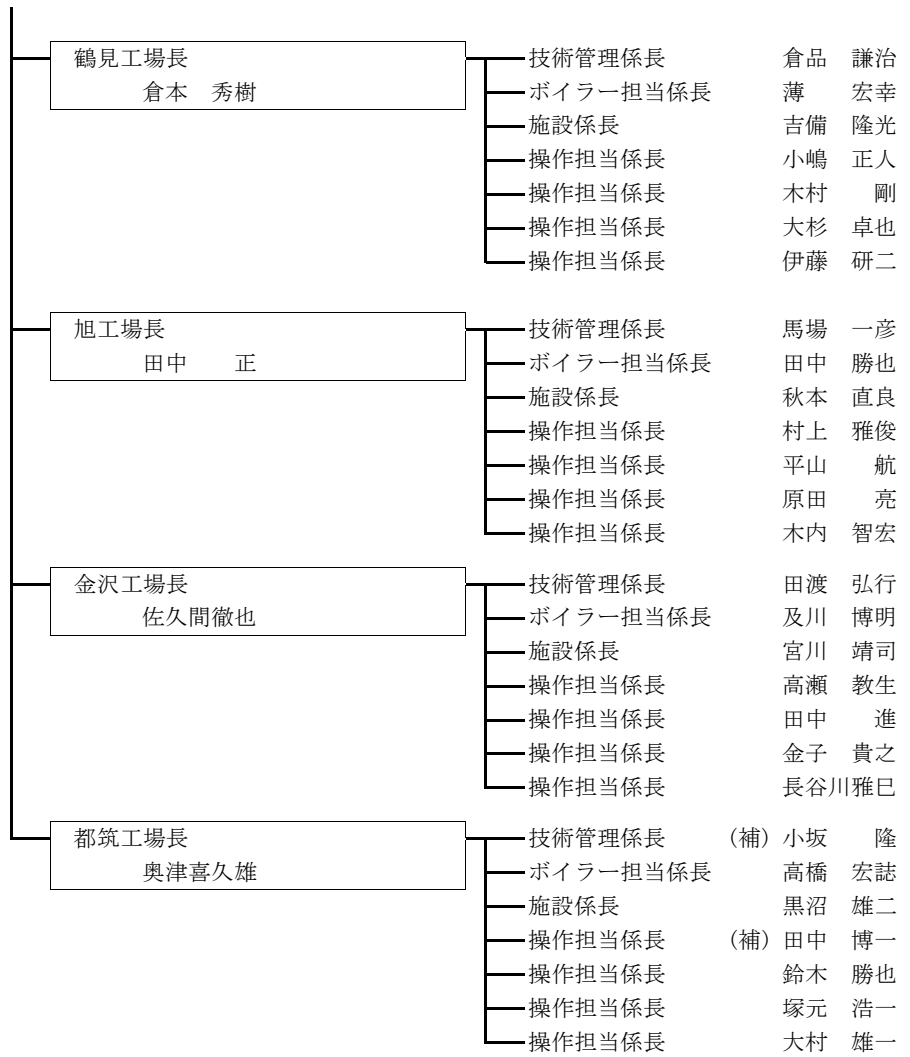 鶴見工場長
倉本　秀樹
技術管理係長　倉品　謙治
ボイラー担当係長　薄　　宏幸
施設係長　吉備　隆光
操作担当係長　小嶋　正人
操作担当係長　木村　　剛
操作担当係長　大杉　卓也
操作担当係長　伊藤　研二
旭工場長
田中　　正
技術管理係長　馬場　一彦
ボイラー担当係長　田中　勝也
施設係長　秋本　直良
操作担当係長　村上　雅俊
操作担当係長　平山　　航
操作担当係長　原田　　亮
操作担当係長　木内　智宏
金沢工場長
佐久間徹也
技術管理係長　田渡　弘行
ボイラー担当係長　及川　博明
施設係長　宮川　靖司
操作担当係長　高瀬　教生
操作担当係長　田中　　進
操作担当係長　金子　貴之
操作担当係長　長谷川雅巳
都筑工場長
奥津喜久雄
技術管理係長　（補）小坂　　隆
ボイラー担当係長　高橋　宏誌
施設係長　黒沼　雄二
操作担当係長　（補）田中　博一
操作担当係長　鈴木　勝也
操作担当係長　塚元　浩一
操作担当係長　大村　雄一